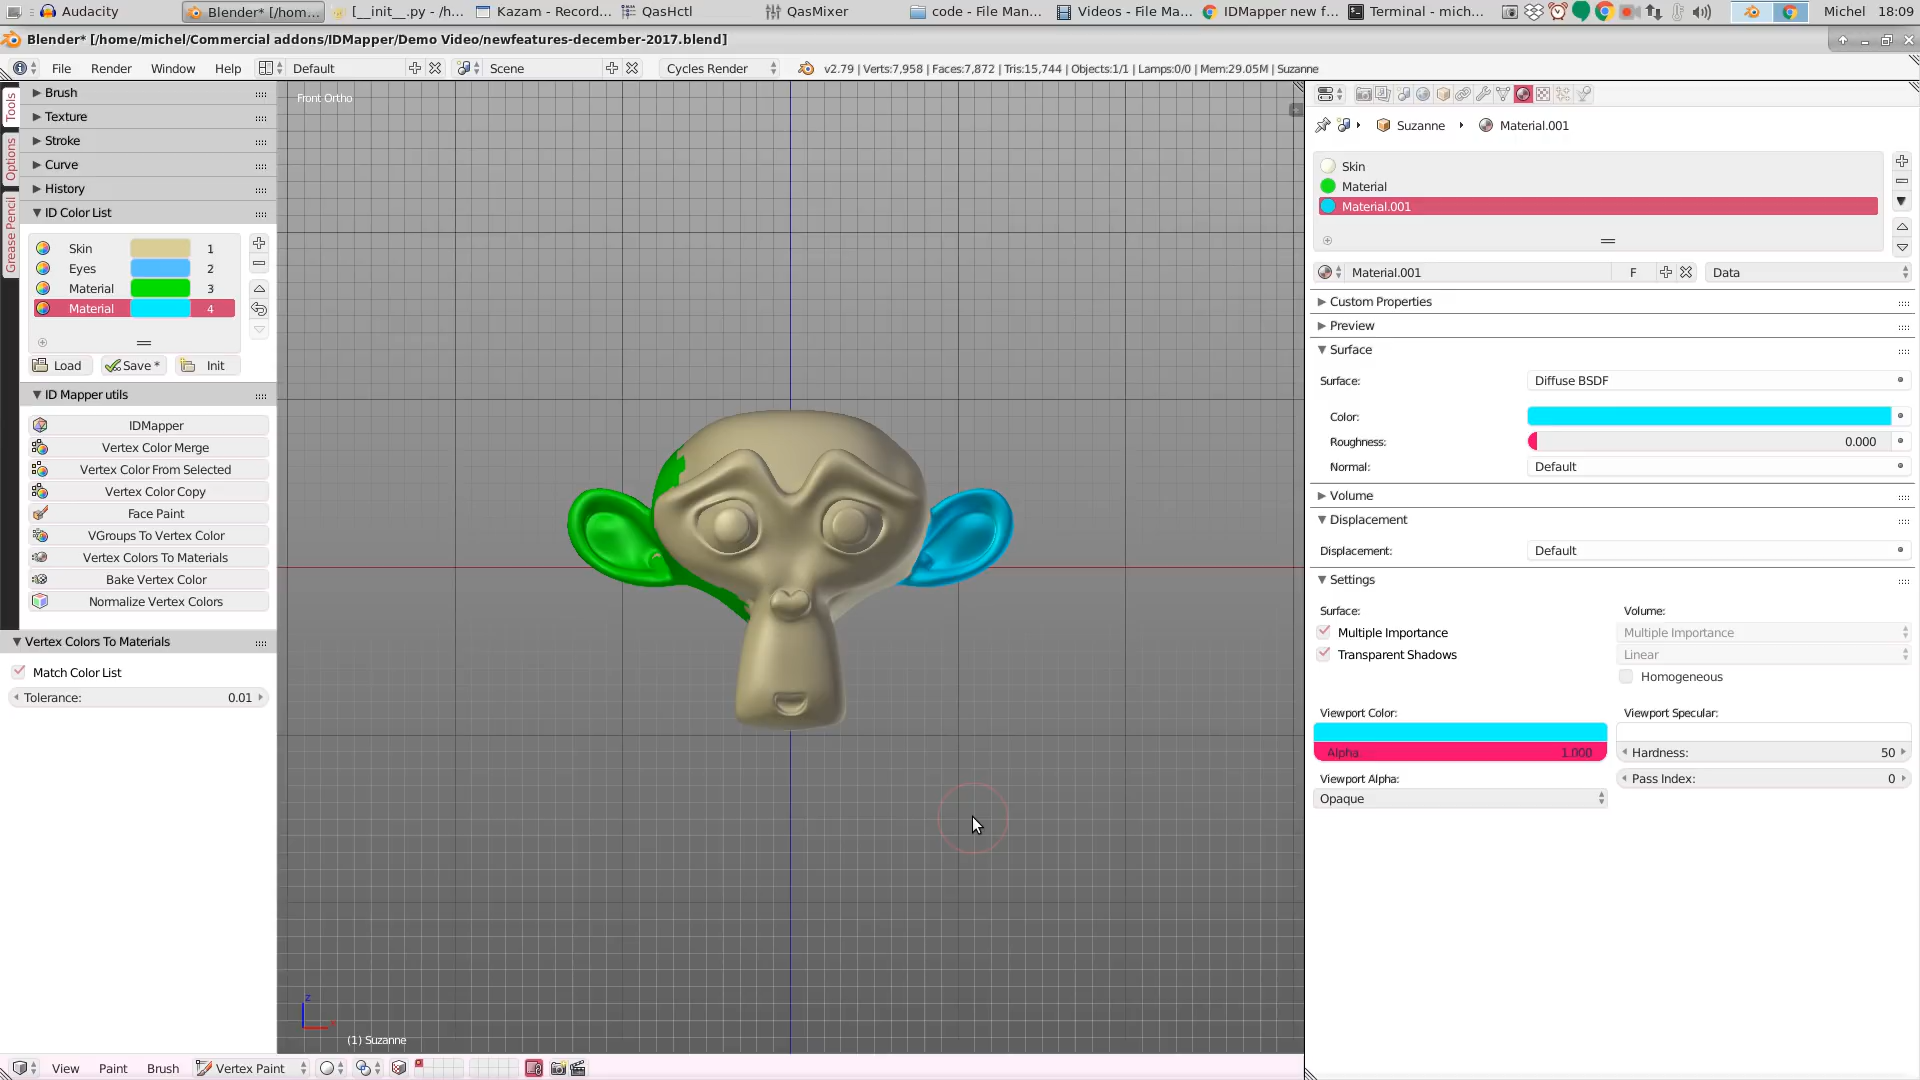 Audacity
Blender* [/hom...
[__init__).py - /h...
Kazam - Record...
QasHctl
QasMixer
code - File Man...
Videos - File Ma...
IDMapper new f...
Terminal - mich...
Michel 18:09
Blender* [/home/michel/Commercial addons/IDMapper/Demo Video/newfeatures-december-2017.blend]
File Render Window Help
Default
Scene
Cycles Render
v2.79 | Verts:7,958 | Faces:7,872 | Tris:15,744 | Objects:1/1 | Lamps:0/0 | Mem:29.05M | Suzanne
Tools
Options
Grease Pencil
Brush
Texture
Stroke
Curve
History
ID Color List
Skin 1
Eyes 2
Material 3
Material 4
Load Save * Init
ID Mapper utils
IDMapper
Vertex Color Merge
Vertex Color From Selected
Vertex Color Copy
Face Paint
VGroups To Vertex Color
Vertex Colors To Materials
Bake Vertex Color
Normalize Vertex Colors
Vertex Colors To Materials
Match Color List
Tolerance: 0.01
Front Ortho
z
(1) Suzanne
View Paint Brush Vertex Paint
Suzanne Material.001
Skin
Material
Material.001
Material.001 F Data
Custom Properties
Preview
Surface
Surface: Diffuse BSDF
Color:
Roughness: 0.000
Normal: Default
Volume
Displacement
Displacement: Default
Settings
Surface: Volume:
Multiple Importance Multiple Importance
Transparent Shadows Linear
Homogeneous
Viewport Color: Viewport Specular:
Alpha 1.000 Hardness: 50
Viewport Alpha: Pass Index: 0
Opaque